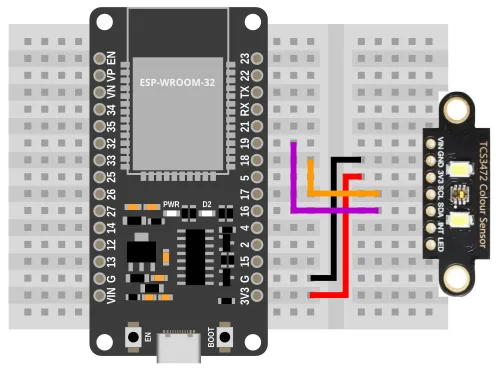 ESP-WROOM-32
EN
VP
VN
34
35
32
33
25
26
27
14
12
13
G
VIN
23
22
TX
RX
21
19
18
5
17
16
4
2
15
G
3V3
PWR
D2
EN
BOOT
VIN
GND
3V3
SCL
SDA
INT
LED
TCS3472 Colour Sensor